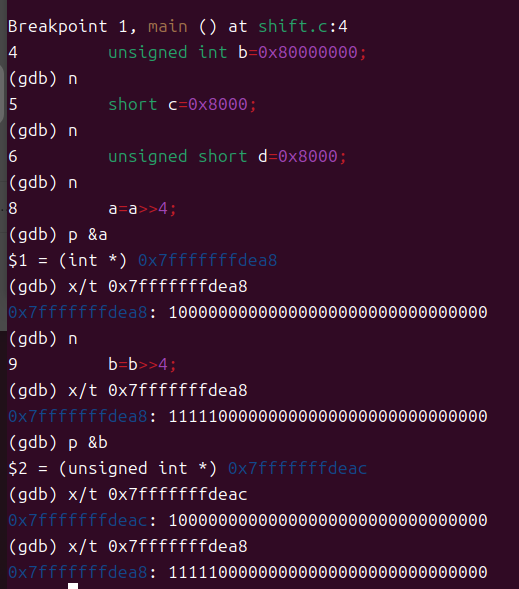 Breakpoint 1, main () at shift.c:4
4 unsigned int b=0x80000000;
(gdb) n
5 short c=0x8000;
(gdb) n
6 unsigned short d=0x8000;
(gdb) n
8 a=a>>4;
(gdb) p &a
$1 = (int *) 0x7fffffffdea8
(gdb) x/t 0x7fffffffdea8
0x7fffffffdea8: 10000000000000000000000000000000
(gdb) n
9 b=b>>4;
(gdb) x/t 0x7fffffffdea8
0x7fffffffdea8: 11111000000000000000000000000000
(gdb) p &b
$2 = (unsigned int *) 0x7fffffffdeac
(gdb) x/t 0x7fffffffdeac
0x7fffffffdeac: 10000000000000000000000000000000
(gdb) x/t 0x7fffffffdea8
0x7fffffffdea8: 11111000000000000000000000000000